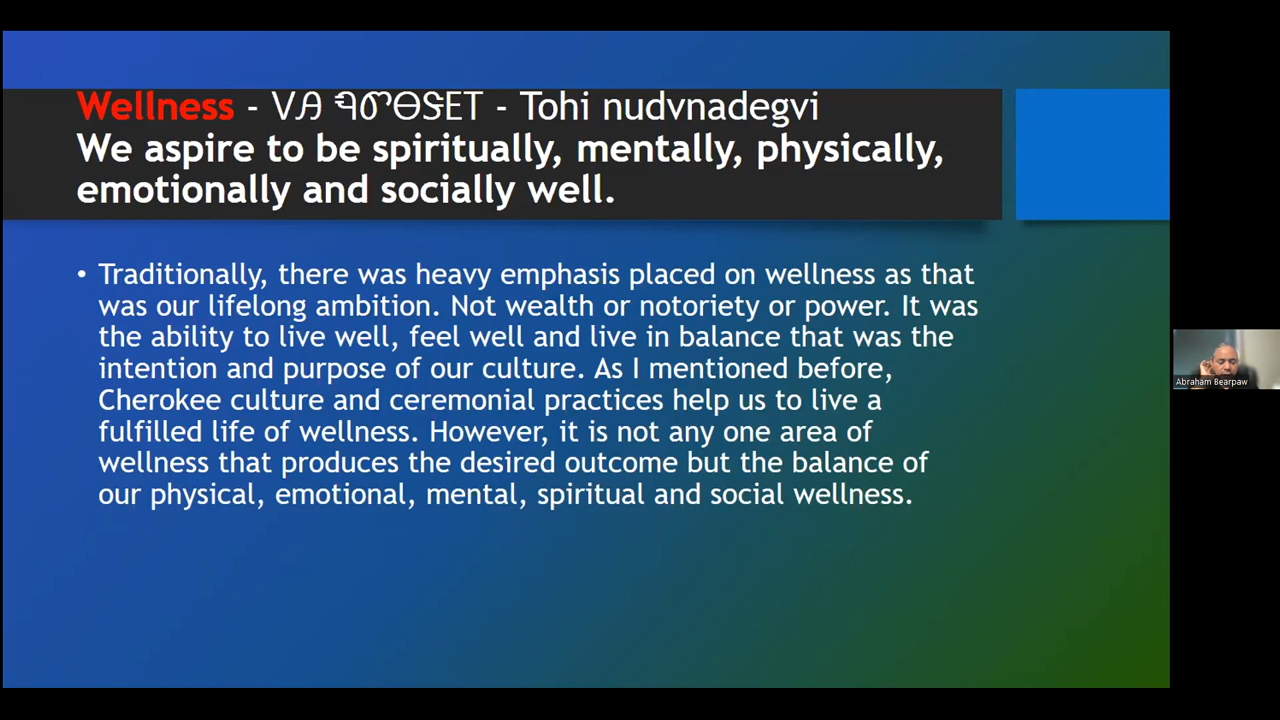 Wellness - ᏙᎯ ᏄᏛᎾᏕᎬᎢ - Tohi nudvnadegvi
We aspire to be spiritually, mentally, physically,
emotionally and socially well.
• Traditionally, there was heavy emphasis placed on wellness as that
was our lifelong ambition. Not wealth or notoriety or power. It was
the ability to live well, feel well and live in balance that was the
intention and purpose of our culture. As I mentioned before,
Cherokee culture and ceremonial practices help us to live a
fulfilled life of wellness. However, it is not any one area of
wellness that produces the desired outcome but the balance of
our physical, emotional, mental, spiritual and social wellness.
Abraham Bearpaw